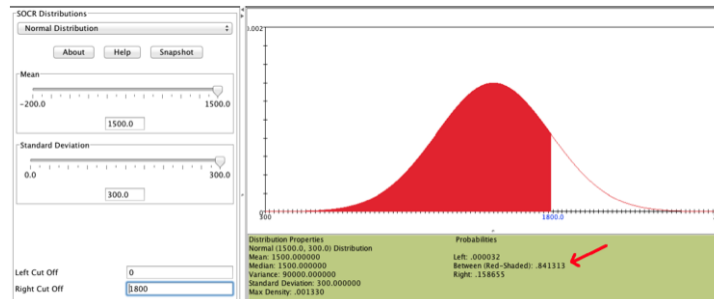 SOCR Distributions
Normal Distribution
About Help Snapshot
Mean
-200.0 1500.0
1500.0
Standard Deviation
0.0 300.0
300.0
Left Cut Off 0
Right Cut Off 1800
0.002
0
300 1800.0
Distribution Properties
Normal (1500.0, 300.0) Distribution
Mean: 1500.000000
Median: 1500.000000
Variance: 90000.000000
Standard Deviation: 300.000000
Max Density: .001330
Probabilities
Left: .000032
Between (Red-Shaded): .841313
Right: .158655